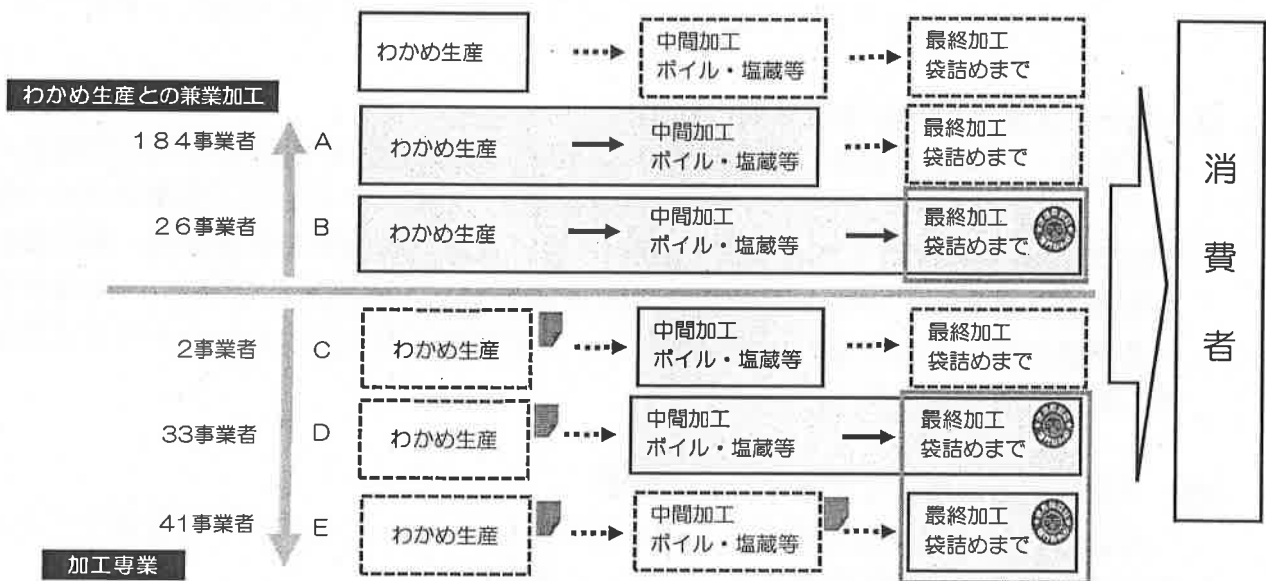 わかめ生産
中間加工
ボイル・塩蔵等
最終加工
袋詰めまで
わかめ生産との兼業加工
184事業者
A
わかめ生産
中間加工
ボイル・塩蔵等
最終加工
袋詰めまで
26事業者
B
わかめ生産
中間加工
ボイル・塩蔵等
最終加工
袋詰めまで
2事業者
C
わかめ生産
中間加工
ボイル・塩蔵等
最終加工
袋詰めまで
33事業者
D
わかめ生産
中間加工
ボイル・塩蔵等
最終加工
袋詰めまで
41事業者
E
わかめ生産
中間加工
ボイル・塩蔵等
最終加工
袋詰めまで
加工専業
消費者